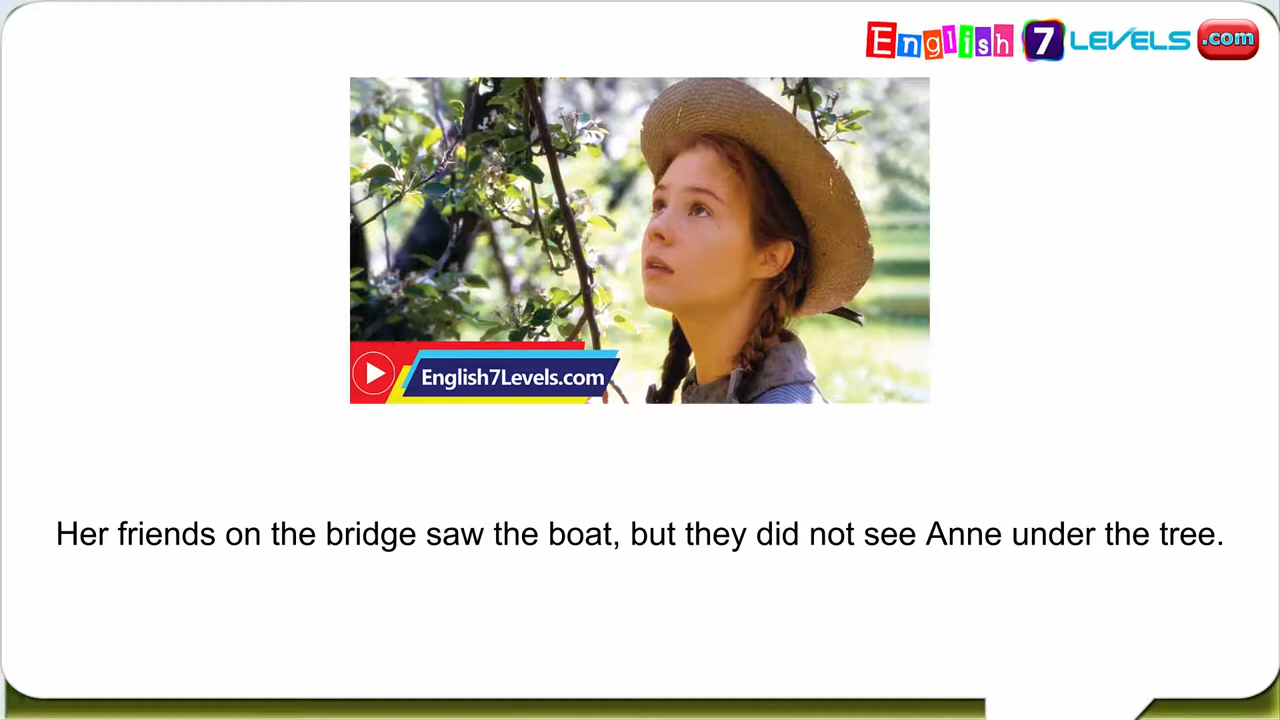 English 7 LEVELS .com
English7Levels.com
Her friends on the bridge saw the boat, but they did not see Anne under the tree.